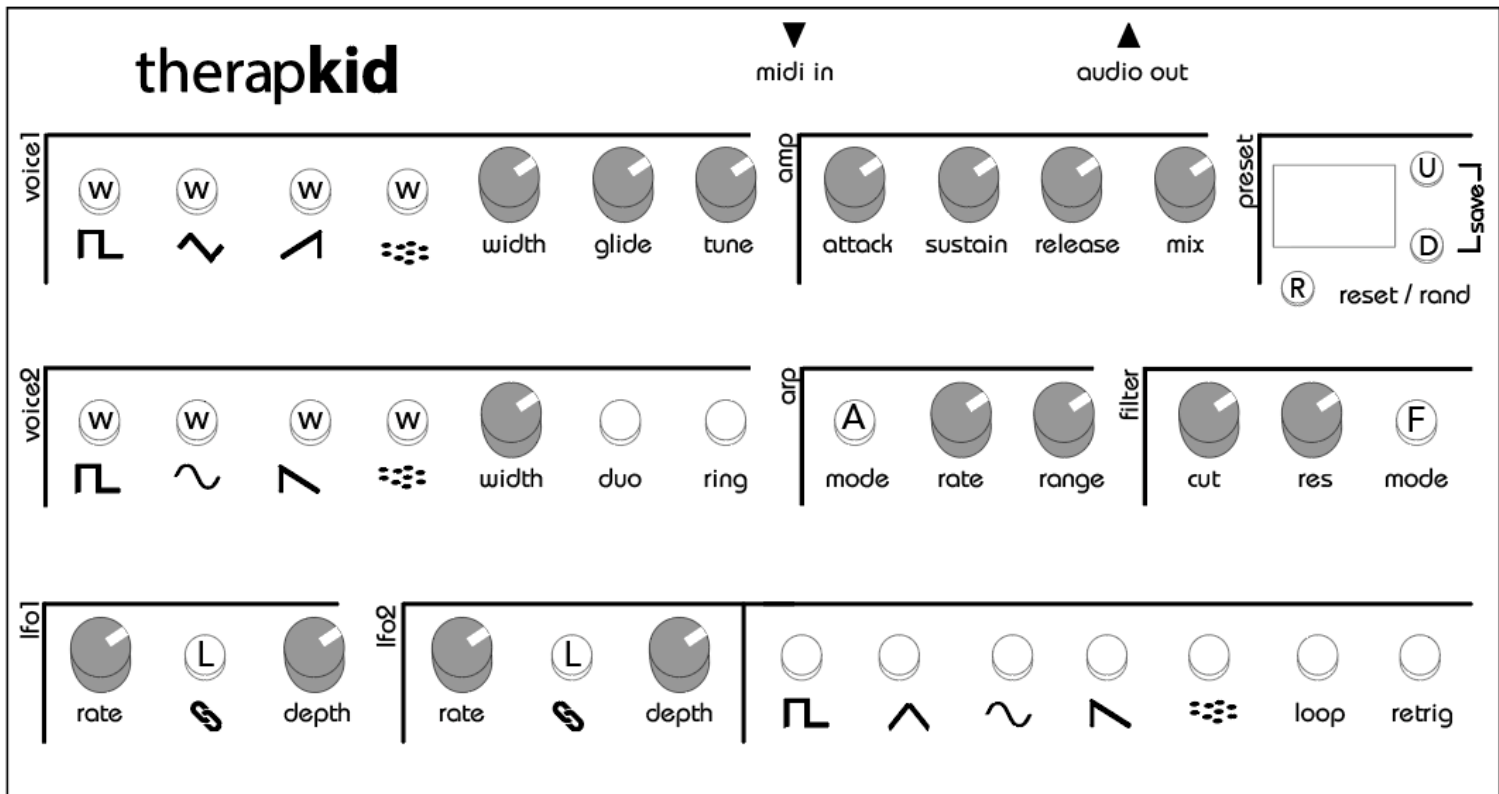 therapkid
midi in
audio out
voice1
W W W W
width glide tune
amp
attack sustain release mix
preset
U
D
save
R reset / rand
voice2
W W W W
width duo ring
arp
A
mode rate range
filter
F
cut res mode
lfo1
L
rate depth
lfo2
L
rate depth
loop retrig